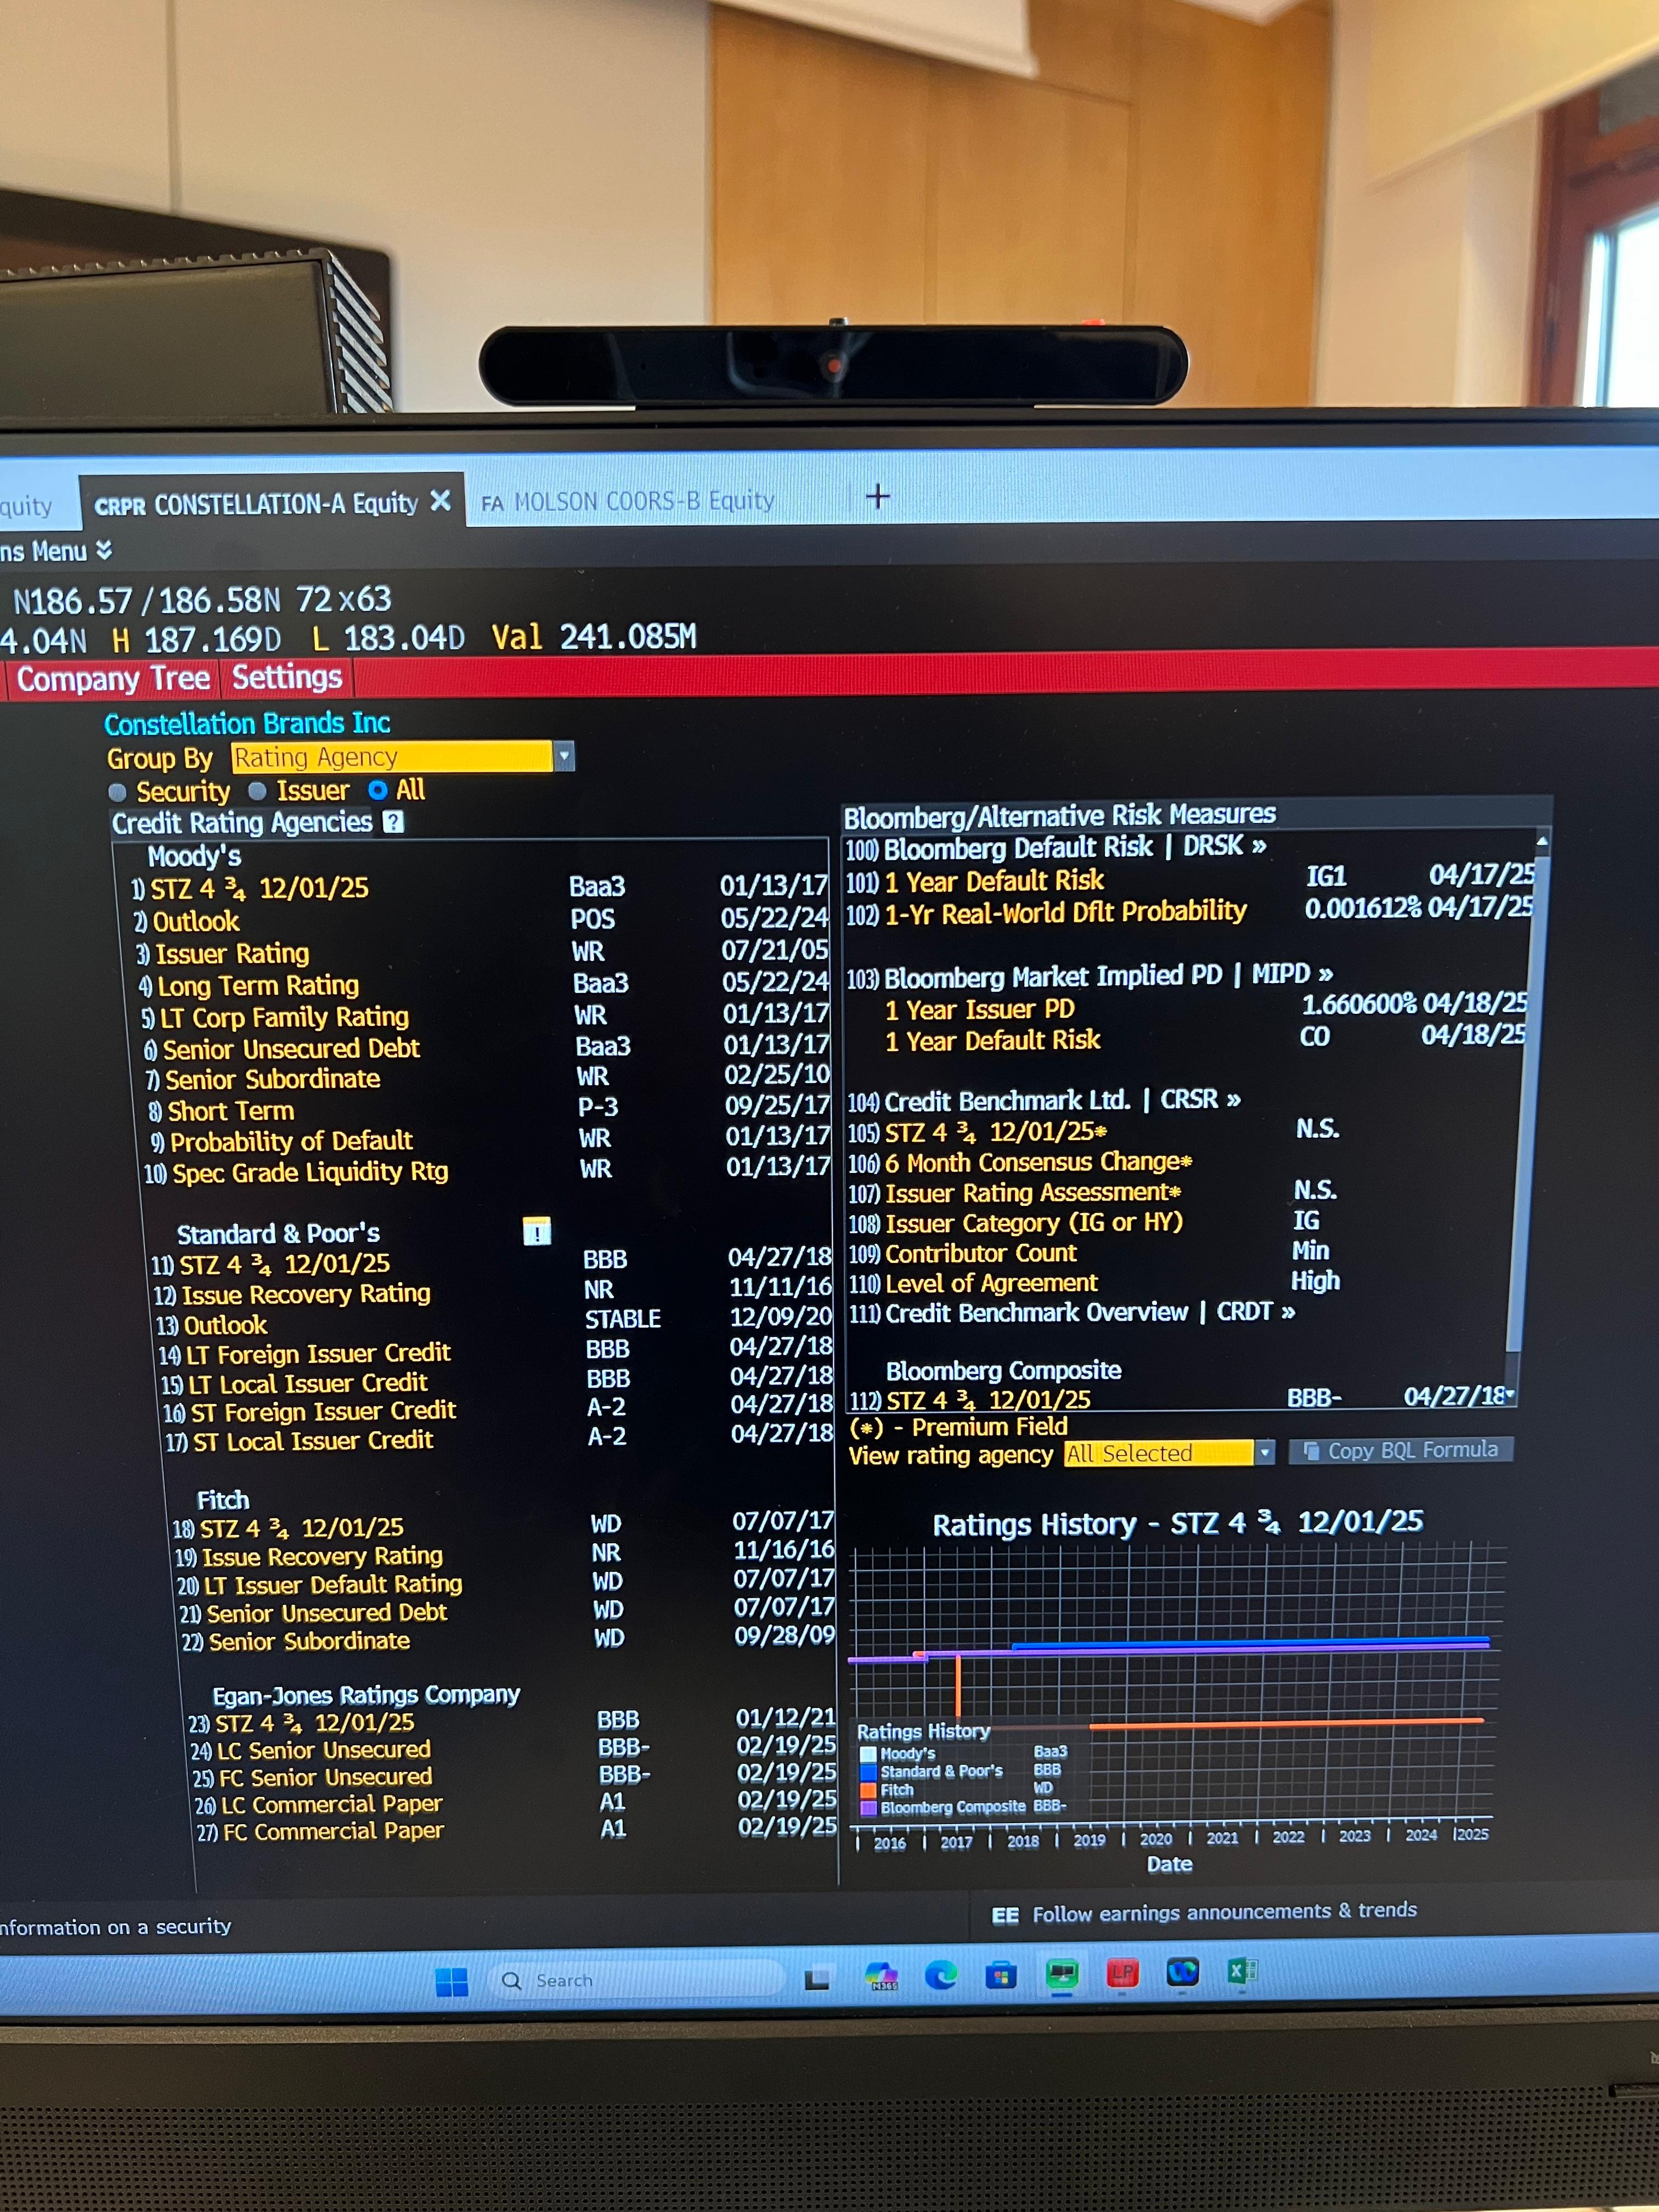 quity
CRPR CONSTELLATION-A Equity ×
FA MOLSON COORS-B Equity
+
ns Menu
N186.57 / 186.58N 72 x 63
4.04N H 187.169D L 183.04D Val 241.085M
Company Tree Settings
Constellation Brands Inc
Group By Rating Agency
Security Issuer All
Credit Rating Agencies ?
Moody's
1) STZ 4 ¾ 12/01/25 Baa3 01/13/17
2) Outlook POS 05/22/24
3) Issuer Rating WR 07/21/05
4) Long Term Rating Baa3 05/22/24
5) LT Corp Family Rating WR 01/13/17
6) Senior Unsecured Debt Baa3 01/13/17
7) Senior Subordinate WR 02/25/10
8) Short Term P-3 09/25/17
9) Probability of Default WR 01/13/17
10) Spec Grade Liquidity Rtg WR 01/13/17
Standard & Poor's !
11) STZ 4 ¾ 12/01/25 BBB 04/27/18
12) Issue Recovery Rating NR 11/11/16
13) Outlook STABLE 12/09/20
14) LT Foreign Issuer Credit BBB 04/27/18
15) LT Local Issuer Credit BBB 04/27/18
16) ST Foreign Issuer Credit A-2 04/27/18
17) ST Local Issuer Credit A-2 04/27/18
Fitch
18) STZ 4 ¾ 12/01/25 WD 07/07/17
19) Issue Recovery Rating NR 11/16/16
20) LT Issuer Default Rating WD 07/07/17
21) Senior Unsecured Debt WD 07/07/17
22) Senior Subordinate WD 09/28/09
Egan-Jones Ratings Company
23) STZ 4 ¾ 12/01/25 BBB 01/12/21
24) LC Senior Unsecured BBB- 02/19/25
25) FC Senior Unsecured BBB- 02/19/25
26) LC Commercial Paper A1 02/19/25
27) FC Commercial Paper A1 02/19/25
Bloomberg/Alternative Risk Measures
100) Bloomberg Default Risk | DRSK »
101) 1 Year Default Risk IG1 04/17/25
102) 1-Yr Real-World Dflt Probability 0.001612% 04/17/25
103) Bloomberg Market Implied PD | MIPD »
1 Year Issuer PD 1.660600% 04/18/25
1 Year Default Risk CO 04/18/25
104) Credit Benchmark Ltd. | CRSR »
105) STZ 4 ¾ 12/01/25* N.S.
106) 6 Month Consensus Change*
107) Issuer Rating Assessment* N.S.
108) Issuer Category (IG or HY) IG
109) Contributor Count Min
110) Level of Agreement High
111) Credit Benchmark Overview | CRDT »
Bloomberg Composite
112) STZ 4 ¾ 12/01/25 BBB- 04/27/18
(*) - Premium Field
View rating agency All Selected Copy BQL Formula
Ratings History - STZ 4 ¾ 12/01/25
Ratings History
Moody's Baa3
Standard & Poor's BBB
Fitch WD
Bloomberg Composite BBB-
2016 2017 2018 2019 2020 2021 2022 2023 2024 2025
Date
nformation on a security
EE Follow earnings announcements & trends
Search
M365
LP
X